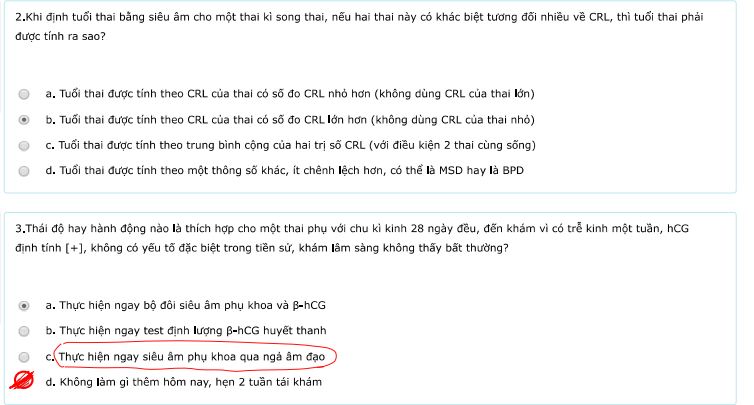 2.Khi định tuổi thai bằng siêu âm cho một thai kì song thai, nếu hai thai này có khác biệt tương đối nhiều về CRL, thì tuổi thai phải
được tính ra sao?
a. Tuổi thai được tính theo CRL của thai có số đo CRL nhỏ hơn (không dùng CRL của thai lớn)
b. Tuổi thai được tính theo CRL của thai có số đo CRL lớn hơn (không dùng CRL của thai nhỏ)
c. Tuổi thai được tính theo trung bình cộng của hai trị số CRL (với điều kiện 2 thai cùng sống)
d. Tuổi thai được tính theo một thông số khác, ít chênh lệch hơn, có thể là MSD hay là BPD
3.Thái độ hay hành động nào là thích hợp cho một thai phụ với chu kì kinh 28 ngày đều, đến khám vì có trễ kinh một tuần, hCG
định tính [+], không có yếu tố đặc biệt trong tiền sử, khám lâm sàng không thấy bất thường?
a. Thực hiện ngay bộ đôi siêu âm phụ khoa và β-hCG
b. Thực hiện ngay test định lượng β-hCG huyết thanh
c. Thực hiện ngay siêu âm phụ khoa qua ngả âm đạo
d. Không làm gì thêm hôm nay, hẹn 2 tuần tái khám